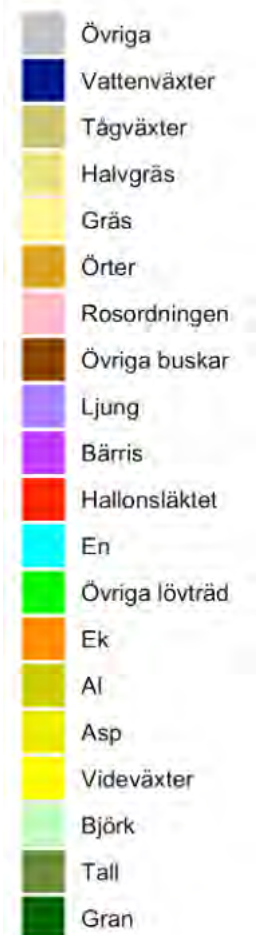 Övriga
Vattenväxter
Tågväxter
Halvgräs
Gräs
Örter
Rosordningen
Övriga buskar
Ljung
Bärris
Hallonsläktet
En
Övriga lövträd
Ek
Al
Asp
Videväxter
Björk
Tall
Gran